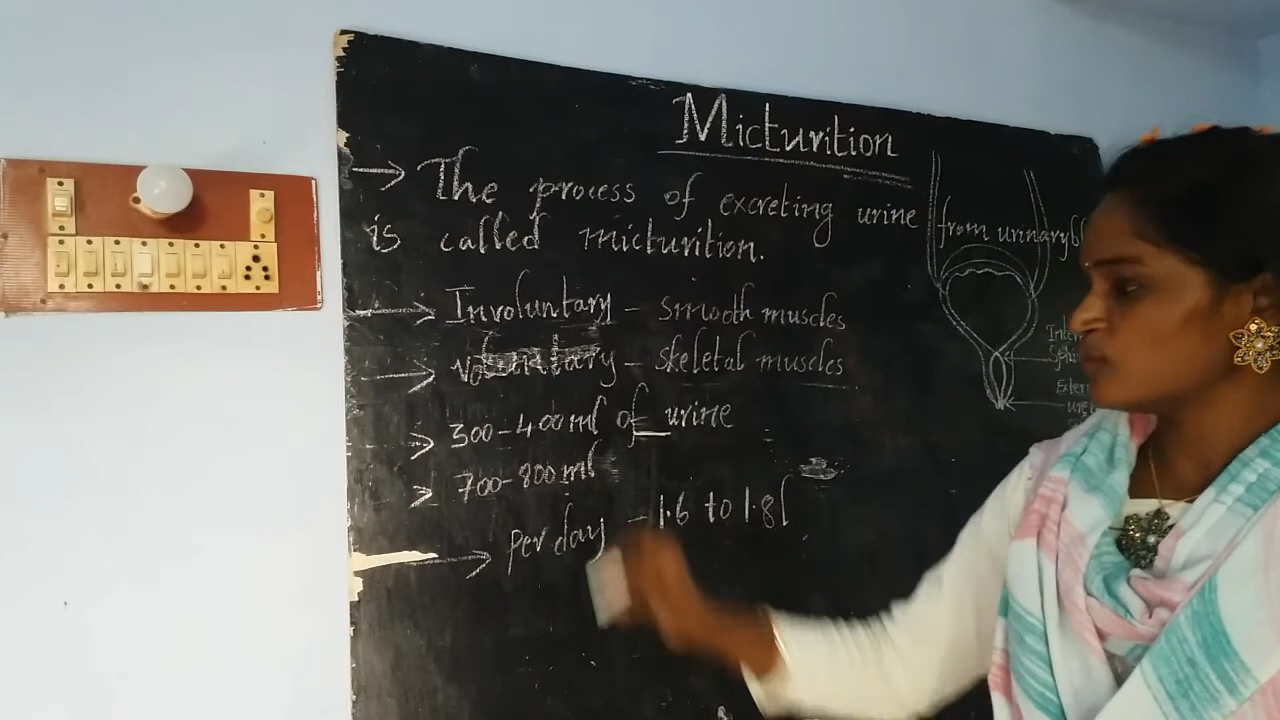 Micturition
→ The process of excreting urine from urinary
is called micturition.
→ Involuntary - smooth muscles
→ Voluntary - skeletal muscles
> 300-400ml of urine
> 700-800ml
→ per day - 1.6 to 1.8l